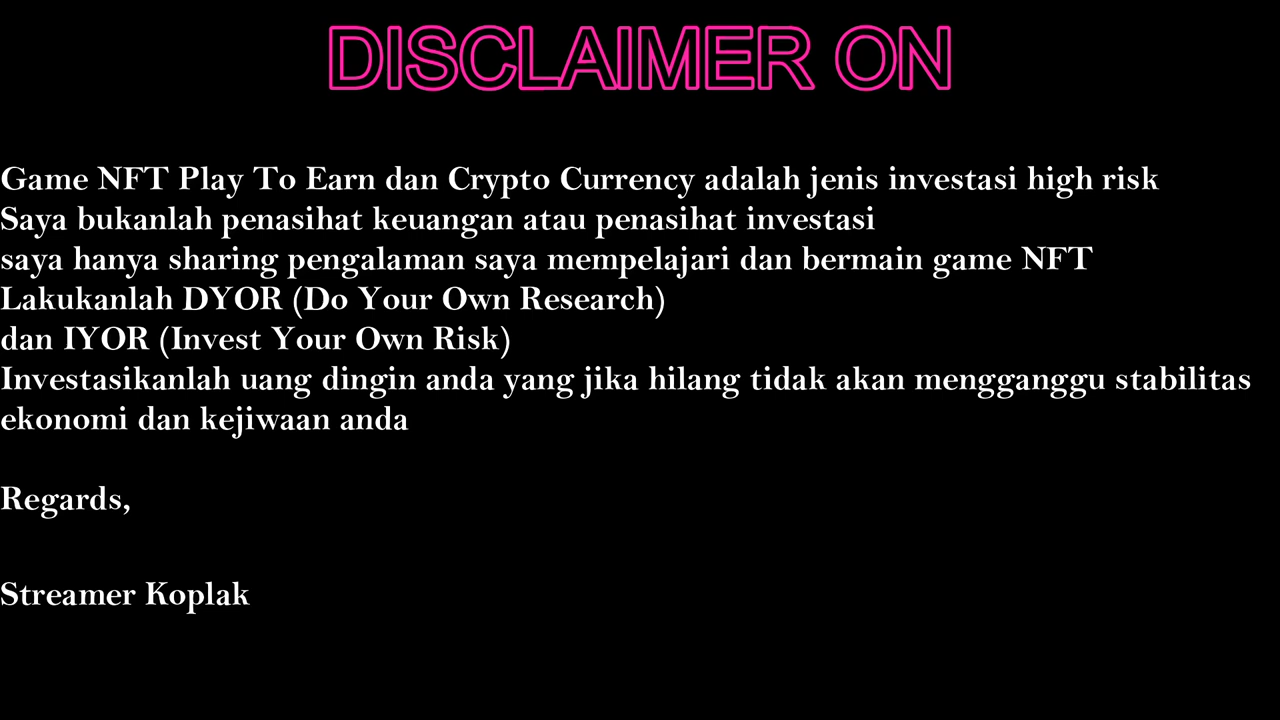 DISCLAIMER ON
Game NFT Play To Earn dan Crypto Currency adalah jenis investasi high risk
Saya bukanlah penasihat keuangan atau penasihat investasi
saya hanya sharing pengalaman saya mempelajari dan bermain game NFT
Lakukanlah DYOR (Do Your Own Research)
dan IYOR (Invest Your Own Risk)
Investasikanlah uang dingin anda yang jika hilang tidak akan mengganggu stabilitas
ekonomi dan kejiwaan anda
Regards,
Streamer Koplak